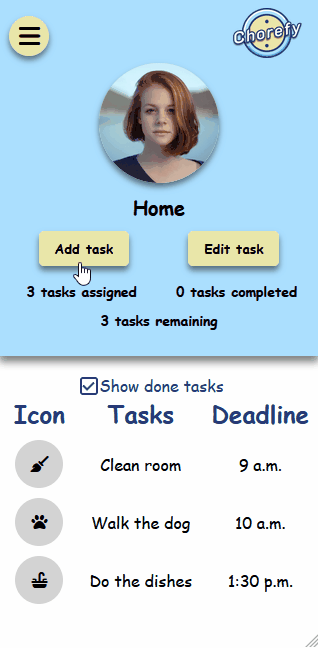 Chorefy
Home
Add task Edit task
3 tasks assigned 0 tasks completed
3 tasks remaining
Show done tasks
Icon Tasks Deadline
Clean room 9 a.m.
Walk the dog 10 a.m.
Do the dishes 1:30 p.m.